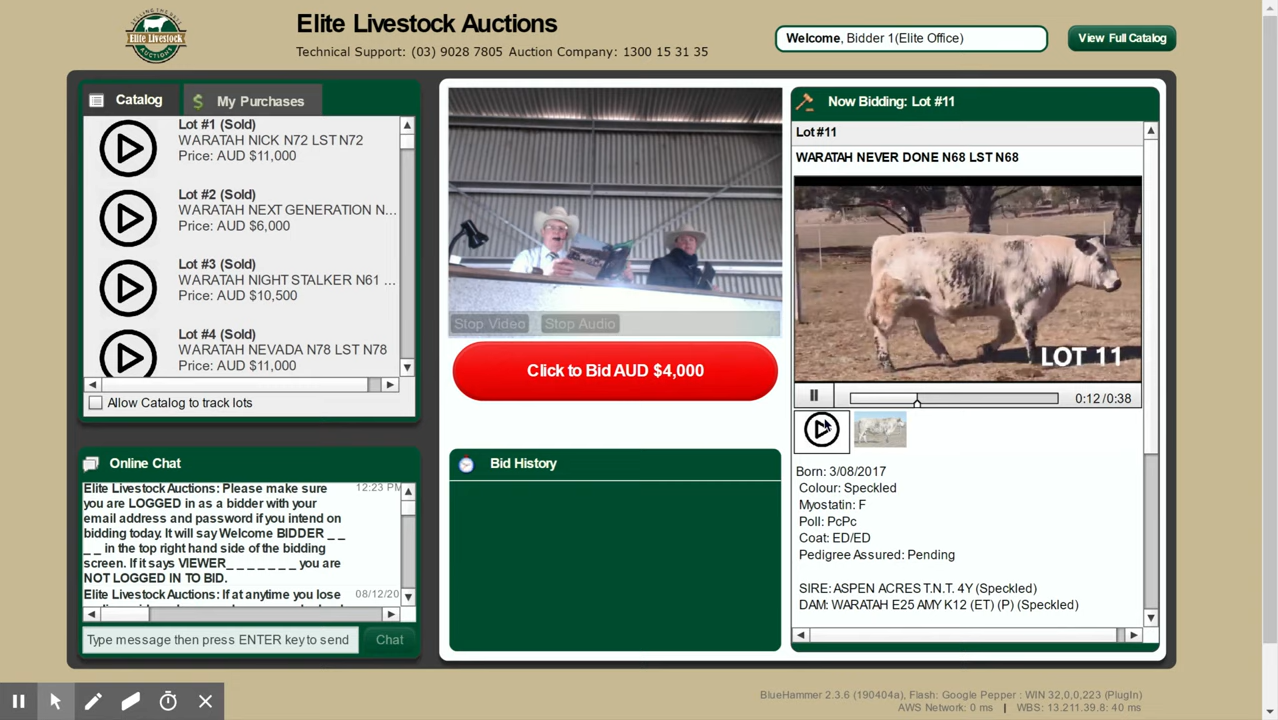 Elite Livestock
AUCTIONS
Elite Livestock Auctions
Technical Support: (03) 9028 7805 Auction Company: 1300 15 31 35
Welcome, Bidder 1(Elite Office)
View Full Catalog
Catalog
My Purchases
Lot #1 (Sold)
WARATAH NICK N72 LST N72
Price: AUD $11,000
Lot #2 (Sold)
WARATAH NEXT GENERATION N...
Price: AUD $6,000
Lot #3 (Sold)
WARATAH NIGHT STALKER N61 ...
Price: AUD $10,500
Lot #4 (Sold)
WARATAH NEVADA N78 LST N78
Price: AUD $11,000
Allow Catalog to track lots
Online Chat
Elite Livestock Auctions: Please make sure 12:23 PM
you are LOGGED in as a bidder with your
email address and password if you intend on
bidding today. It will say Welcome BIDDER _ _
_ _ in the top right hand side of the bidding
screen. If it says VIEWER_ _ _ _ _ _ _ you are
NOT LOGGED IN TO BID.
Elite Livestock Auctions: If at anytime you lose 08/12/20
Type message then press ENTER key to send
Chat
Stop Video
Stop Audio
Click to Bid AUD $4,000
Bid History
Now Bidding: Lot #11
Lot #11
WARATAH NEVER DONE N68 LST N68
LOT 11
0:12/0:38
Born: 3/08/2017
Colour: Speckled
Myostatin: F
Poll: PcPc
Coat: ED/ED
Pedigree Assured: Pending
SIRE: ASPEN ACRES T.N.T. 4Y (Speckled)
DAM: WARATAH E25 AMY K12 (ET) (P) (Speckled)
BlueHammer 2.3.6 (190404a), Flash: Google Pepper : WIN 32,0,0,223 (PlugIn)
AWS Network: 0 ms | WBS: 13.211.39.8: 40 ms